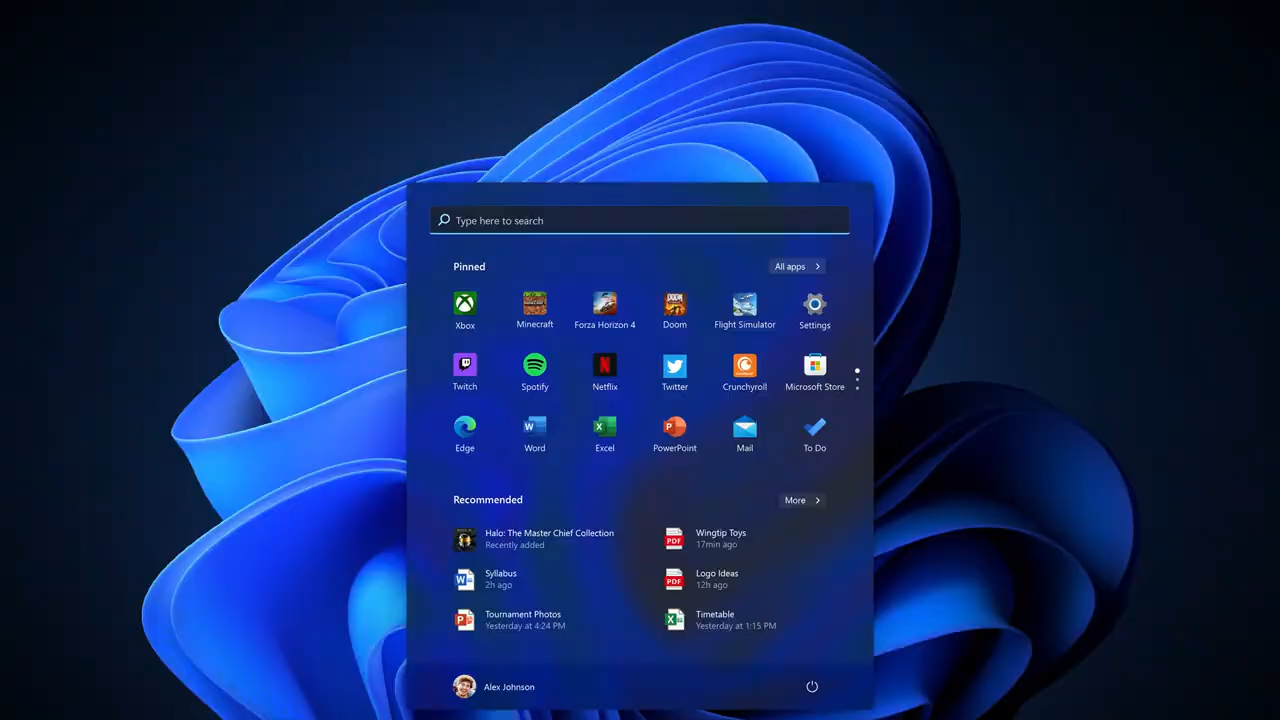 Type here to search
Pinned
All apps
Xbox
Minecraft
Forza Horizon 4
Doom
Flight Simulator
Settings
Twitch
Spotify
Netflix
Twitter
Crunchyroll
Microsoft Store
Edge
Word
Excel
PowerPoint
Mail
To Do
Recommended
More
Halo: The Master Chief Collection
Recently added
Wingtip Toys
17min ago
Syllabus
2h ago
Logo Ideas
12h ago
Tournament Photos
Yesterday at 4:24 PM
Timetable
Yesterday at 1:15 PM
Alex Johnson